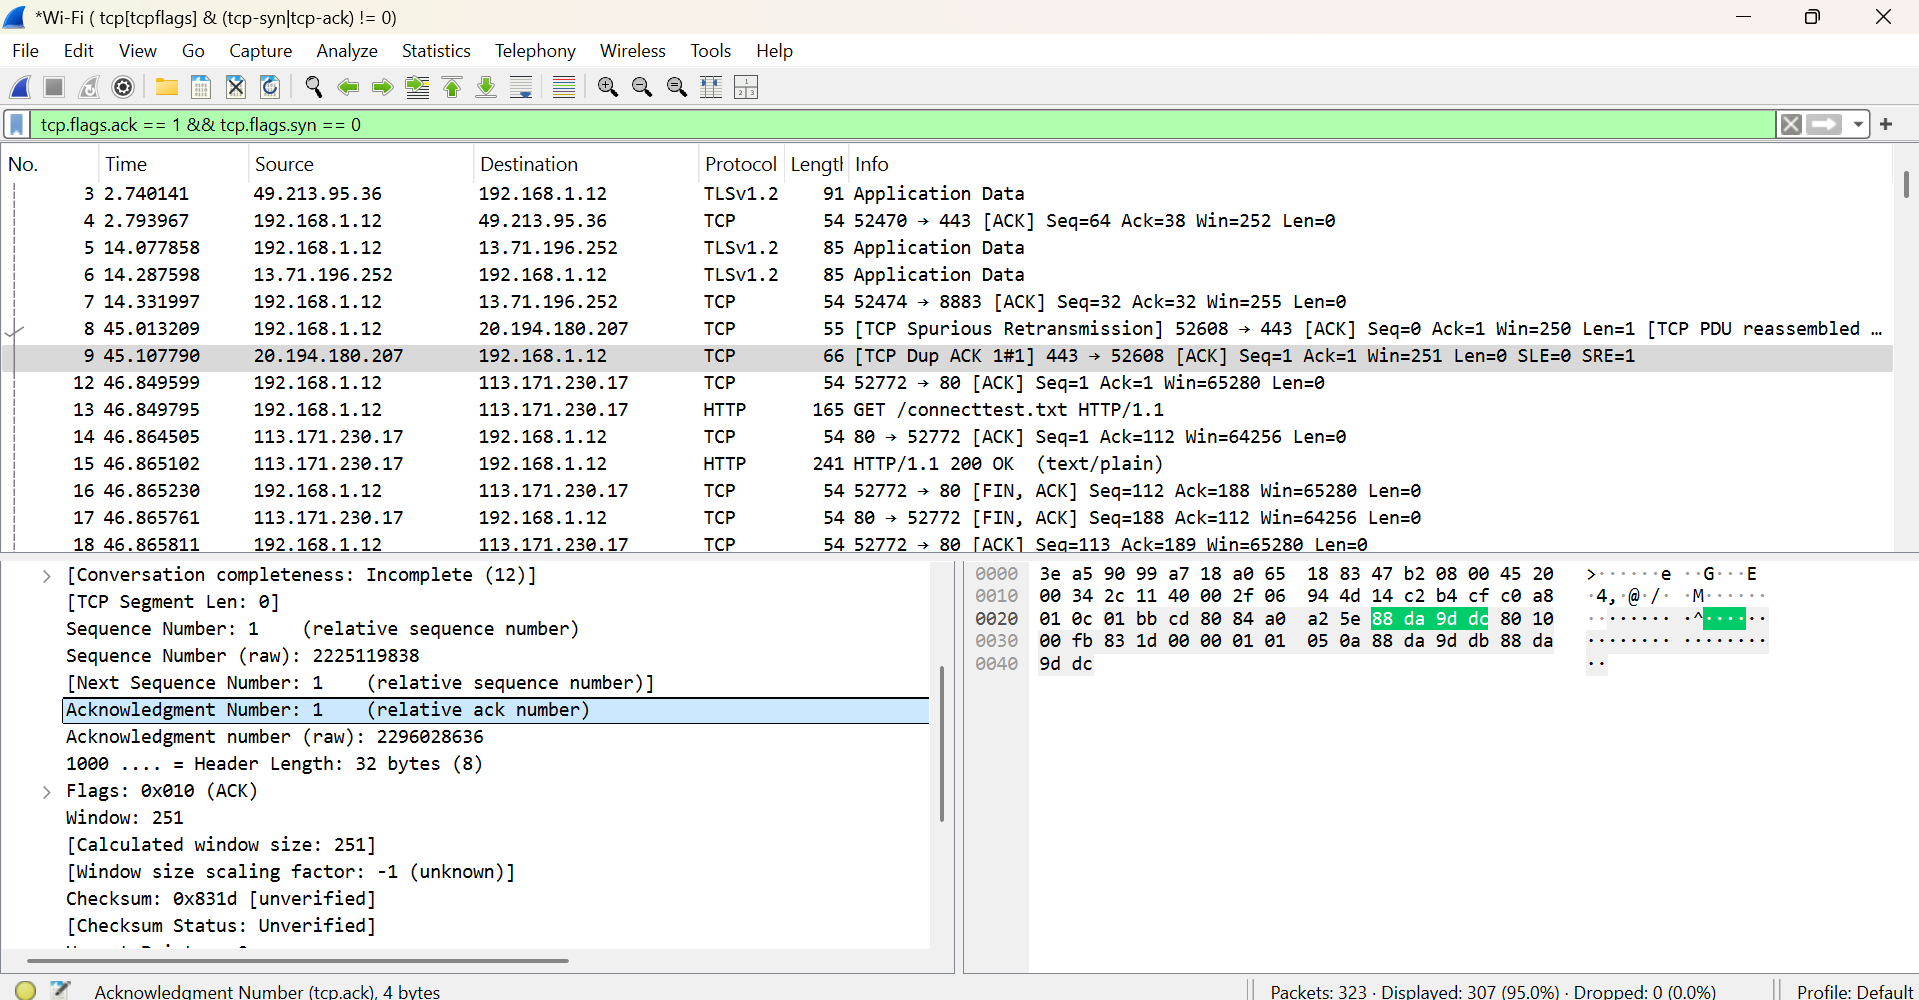 *Wi-Fi ( tcp[tcpflags] & (tcp-syn|tcp-ack) != 0)
File Edit View Go Capture Analyze Statistics Telephony Wireless Tools Help
tcp.flags.ack == 1 && tcp.flags.syn == 0
No. Time Source Destination Protocol Length Info
3 2.740141 49.213.95.36 192.168.1.12 TLSv1.2 91 Application Data
4 2.793967 192.168.1.12 49.213.95.36 TCP 54 52470 → 443 [ACK] Seq=64 Ack=38 Win=252 Len=0
5 14.077858 192.168.1.12 13.71.196.252 TLSv1.2 85 Application Data
6 14.287598 13.71.196.252 192.168.1.12 TLSv1.2 85 Application Data
7 14.331997 192.168.1.12 13.71.196.252 TCP 54 52474 → 8883 [ACK] Seq=32 Ack=32 Win=255 Len=0
8 45.013209 192.168.1.12 20.194.180.207 TCP 55 [TCP Spurious Retransmission] 52608 → 443 [ACK] Seq=0 Ack=1 Win=250 Len=1 [TCP PDU reassembled …
9 45.107790 20.194.180.207 192.168.1.12 TCP 66 [TCP Dup ACK 1#1] 443 → 52608 [ACK] Seq=1 Ack=1 Win=251 Len=0 SLE=0 SRE=1
12 46.849599 192.168.1.12 113.171.230.17 TCP 54 52772 → 80 [ACK] Seq=1 Ack=1 Win=65280 Len=0
13 46.849795 192.168.1.12 113.171.230.17 HTTP 165 GET /connecttest.txt HTTP/1.1
14 46.864505 113.171.230.17 192.168.1.12 TCP 54 80 → 52772 [ACK] Seq=1 Ack=112 Win=64256 Len=0
15 46.865102 113.171.230.17 192.168.1.12 HTTP 241 HTTP/1.1 200 OK  (text/plain)
16 46.865230 192.168.1.12 113.171.230.17 TCP 54 52772 → 80 [FIN, ACK] Seq=112 Ack=188 Win=65280 Len=0
17 46.865761 113.171.230.17 192.168.1.12 TCP 54 80 → 52772 [FIN, ACK] Seq=188 Ack=112 Win=64256 Len=0
18 46.865811 192.168.1.12 113.171.230.17 TCP 54 52772 → 80 [ACK] Seq=113 Ack=189 Win=65280 Len=0
[Conversation completeness: Incomplete (12)]
[TCP Segment Len: 0]
Sequence Number: 1    (relative sequence number)
Sequence Number (raw): 2225119838
[Next Sequence Number: 1    (relative sequence number)]
Acknowledgment Number: 1    (relative ack number)
Acknowledgment number (raw): 2296028636
1000 .... = Header Length: 32 bytes (8)
Flags: 0x010 (ACK)
Window: 251
[Calculated window size: 251]
[Window size scaling factor: -1 (unknown)]
Checksum: 0x831d [unverified]
[Checksum Status: Unverified]
0000 3e a5 90 99 a7 18 a0 65 18 83 47 b2 08 00 45 20 >······e ··G···E
0010 00 34 2c 11 40 00 2f 06 94 4d 14 c2 b4 cf c0 a8 ·4,·@·/· ·M······
0020 01 0c 01 bb cd 80 84 a0 a2 5e 88 da 9d dc 80 10 ········ ·^······
0030 00 fb 83 1d 00 00 01 01 05 0a 88 da 9d db 88 da ········ ········
0040 9d dc ··
Acknowledgment Number (tcp.ack), 4 bytes
Packets: 323 · Displayed: 307 (95.0%) · Dropped: 0 (0.0%)
Profile: Default